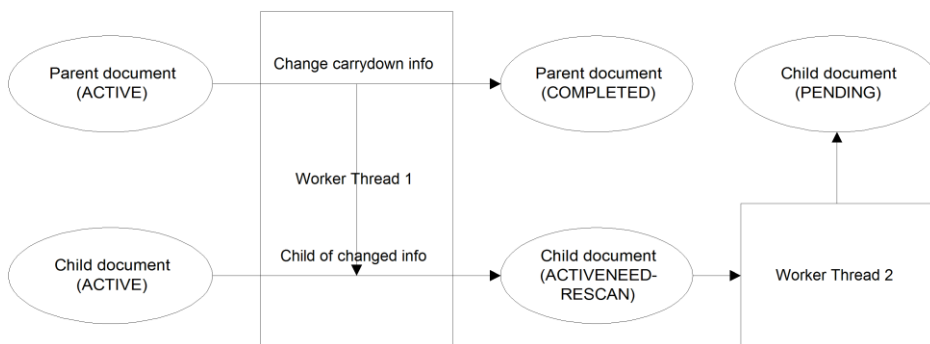 Parent document
(ACTIVE)
Change carrydown info
Parent document
(COMPLETED)
Child document
(PENDING)
Worker Thread 1
Child document
(ACTIVE)
Child of changed info
Child document
(ACTIVENEED-
RESCAN)
Worker Thread 2